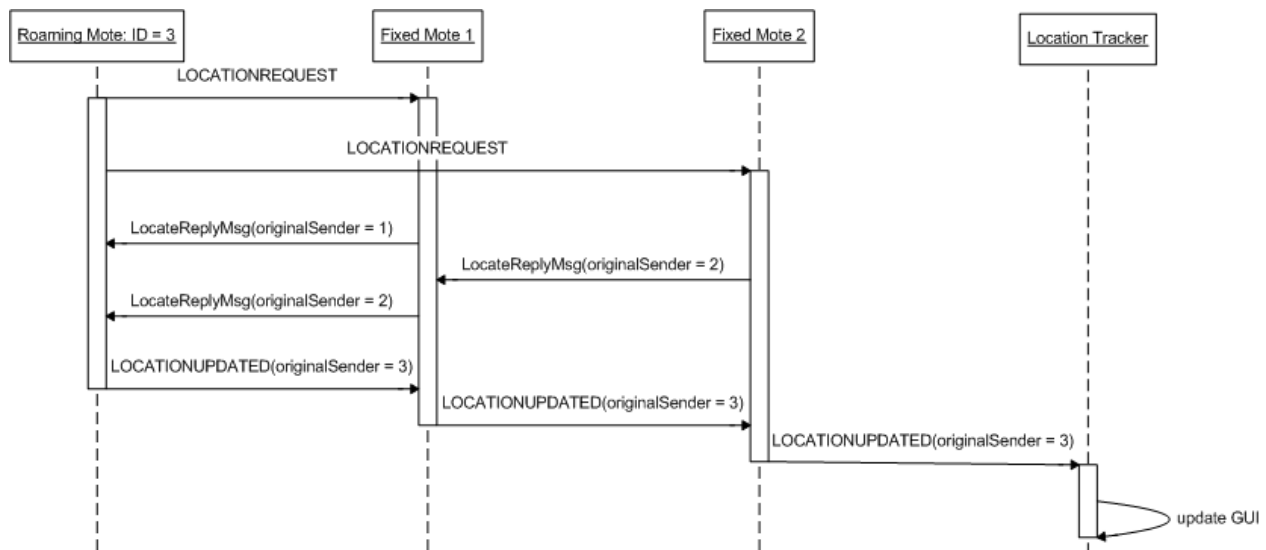 Roaming Mote: ID = 3
Fixed Mote 1
Fixed Mote 2
Location Tracker
LOCATIONREQUEST
LOCATIONREQUEST
LocateReplyMsg(originalSender = 1)
LocateReplyMsg(originalSender = 2)
LocateReplyMsg(originalSender = 2)
LOCATIONUPDATED(originalSender = 3)
LOCATIONUPDATED(originalSender = 3)
LOCATIONUPDATED(originalSender = 3)
update GUI